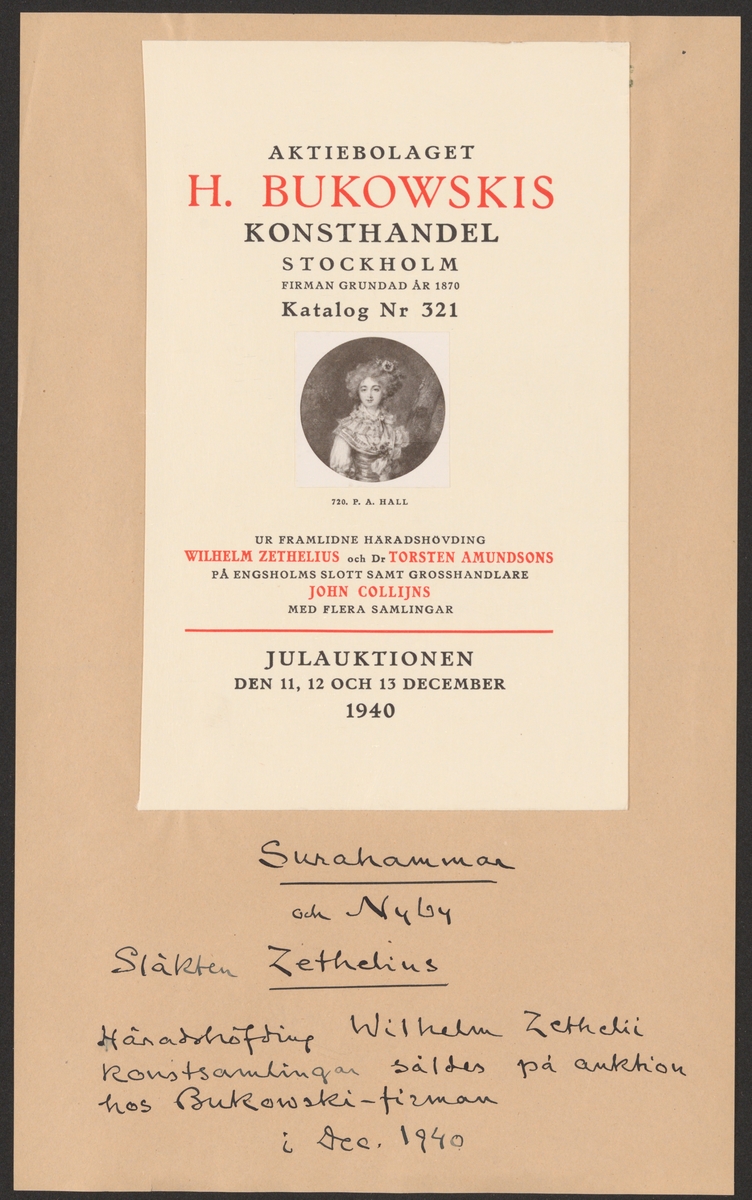 AKTIEBOLAGET
H. BUKOWSKIS
KONSTHANDEL
STOCKHOLM
FIRMAN GRUNDAD ÅR 1870
Katalog Nr 321
720. P. A. HALL
UR FRAMLIDNE HÄRADSHÖVDING
WILHELM ZETHELIUS och Dr TORSTEN AMUNDSONS
PÅ ENGSHOLMS SLOTT SAMT GROSSHANDLARE
JOHN COLLIJNS
MED FLERA SAMLINGAR
JULAUKTIONEN
DEN 11, 12 OCH 13 DECEMBER
1940
Surahammar
och Nyby
Släkten Zethelius
Häradshöfding Wilhelm Zethelii
konstsamlingar såldes på auktion
hos Bukowski-firman
i Dec. 1940